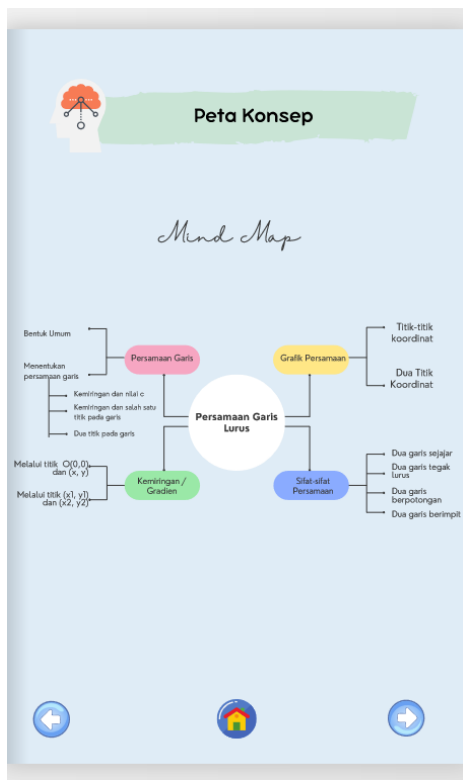 Peta Konsep
Mind Map
Bentuk Umum
Menentukan
persamaan garis
Kemiringan dan nilai c
Kemiringan dan salah satu
titik pada garis
Dua titik pada garis
Persamaan Garis
Grafik Persamaan
Titik-titik
koordinat
Dua Titik
Koordinat
Persamaan Garis
Lurus
Melalui titik O(0,0)
dan (x, y)
Melalui titik (x1, y1)
dan (x2, y2)
Kemiringan /
Gradien
Sifat-sifat
Persamaan
Dua garis sejajar
Dua garis tegak
lurus
Dua garis
berpotongan
Dua garis berimpit